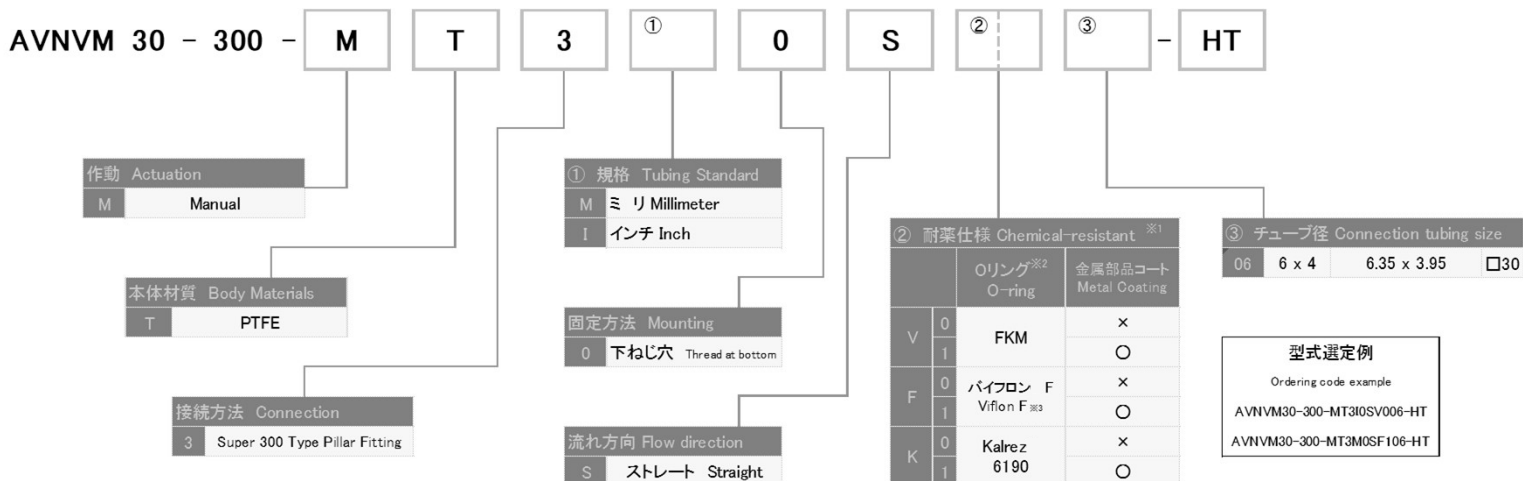 AVNVM 30 - 300 - M T 3 ① 0 S ② ③ - HT
作動 Actuation
M Manual
本体材質 Body Materials
T PTFE
接続方法 Connection
3 Super 300 Type Pillar Fitting
① 規格 Tubing Standard
M ミリ Millimeter
I インチ Inch
固定方法 Mounting
0 下ねじ穴 Thread at bottom
流れ方向 Flow direction
S ストレート Straight
② 耐薬仕様 Chemical-resistant ※1
Oリング※2 金属部品コート
O-ring Metal Coating
V 0 FKM ×
1 ○
F 0 バイフロン F ×
1 Viflon F ※3 ○
K 0 Kalrez ×
1 6190 ○
③ チューブ径 Connection tubing size
06 6 x 4 6.35 x 3.95 □30
型式選定例
Ordering code example
AVNVM30-300-MT3I0SV006-HT
AVNVM30-300-MT3M0SF106-HT